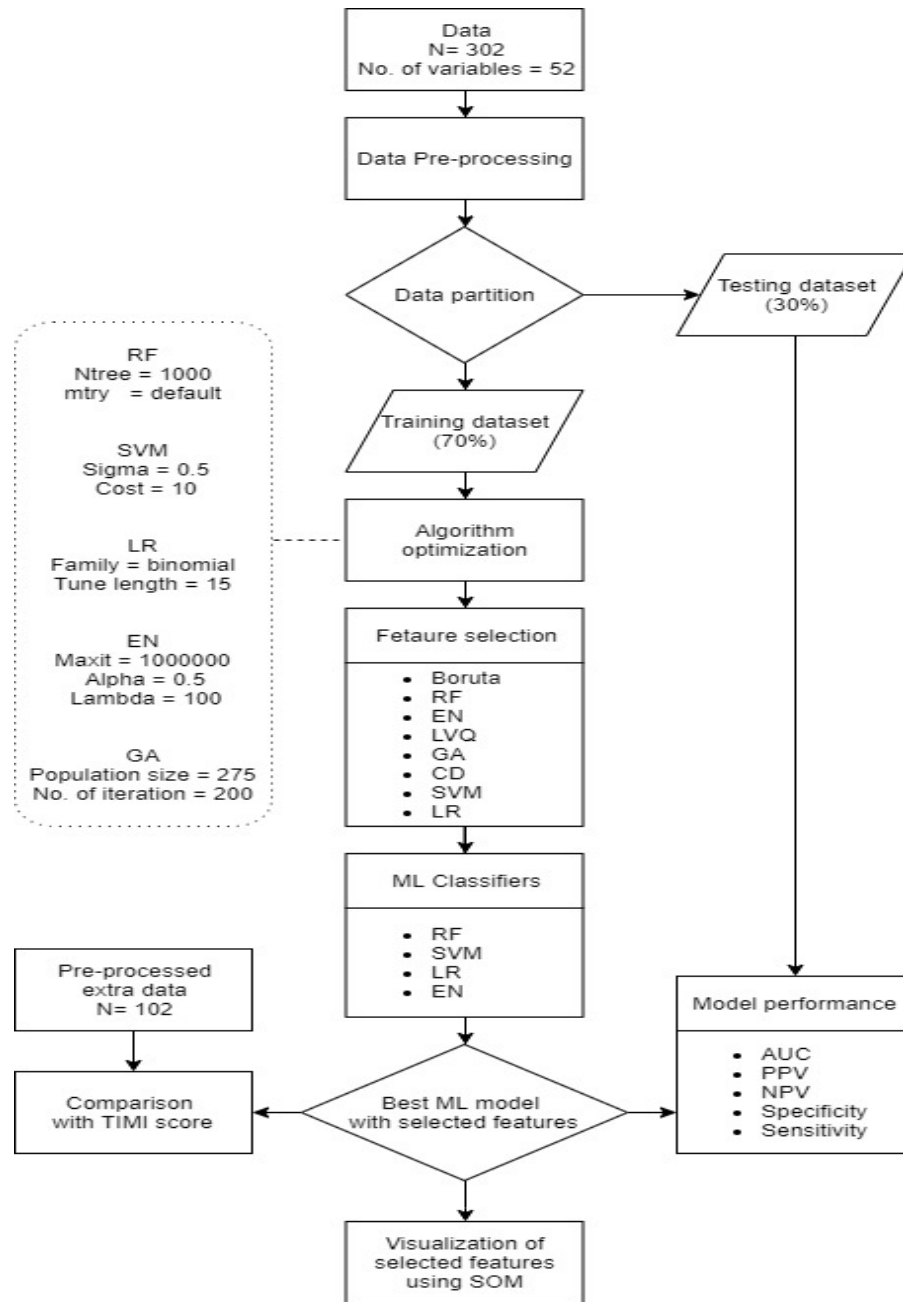 Data
N= 302
No. of variables = 52
Data Pre-processing
Data partition
Testing dataset
(30%)
RF
Ntree = 1000
mtry = default
SVM
Sigma = 0.5
Cost = 10
LR
Family = binomial
Tune length = 15
EN
Maxit = 1000000
Alpha = 0.5
Lambda = 100
GA
Population size = 275
No. of iteration = 200
Training dataset
(70%)
Algorithm
optimization
Fetaure selection
• Boruta
• RF
• EN
• LVQ
• GA
• CD
• SVM
• LR
ML Classifiers
• RF
• SVM
• LR
• EN
Pre-processed
extra data
N= 102
Comparison
with TIMI score
Best ML model
with selected features
Model performance
• AUC
• PPV
• NPV
• Specificity
• Sensitivity
Visualization of
selected features
using SOM